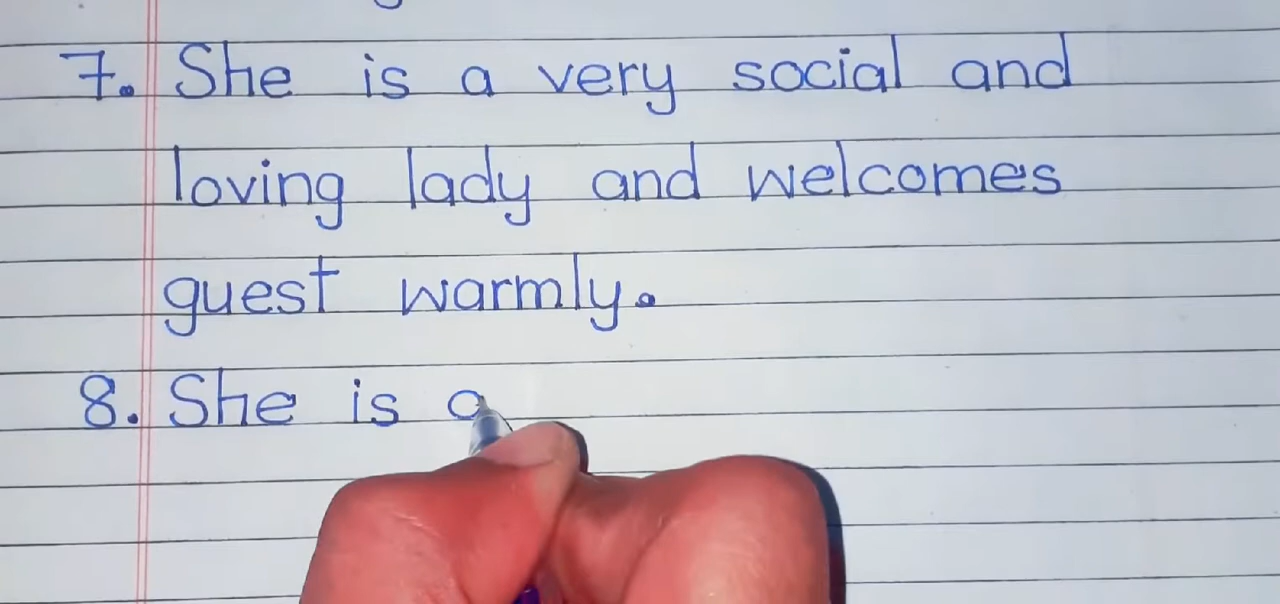 7. She is a very social and
loving lady and welcomes
guest warmly.
8. She is a